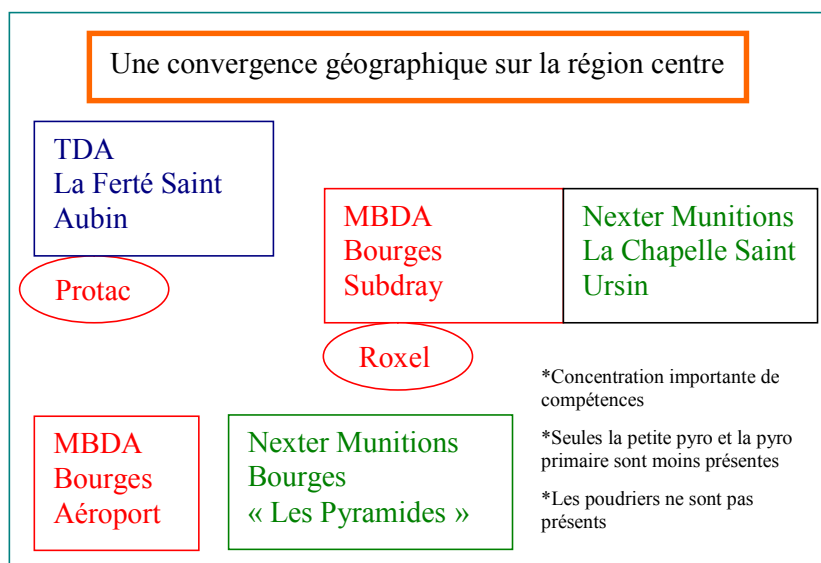 Une convergence géographique sur la région centre
TDA
La Ferté Saint
Aubin
Protac
MBDA
Bourges
Subdray
Nexter Munitions
La Chapelle Saint
Ursin
Roxel
*Concentration importante de
compétences
*Seules la petite pyro et la pyro
primaire sont moins présentes
*Les poudriers ne sont pas
présents
MBDA
Bourges
Aéroport
Nexter Munitions
Bourges
« Les Pyramides »